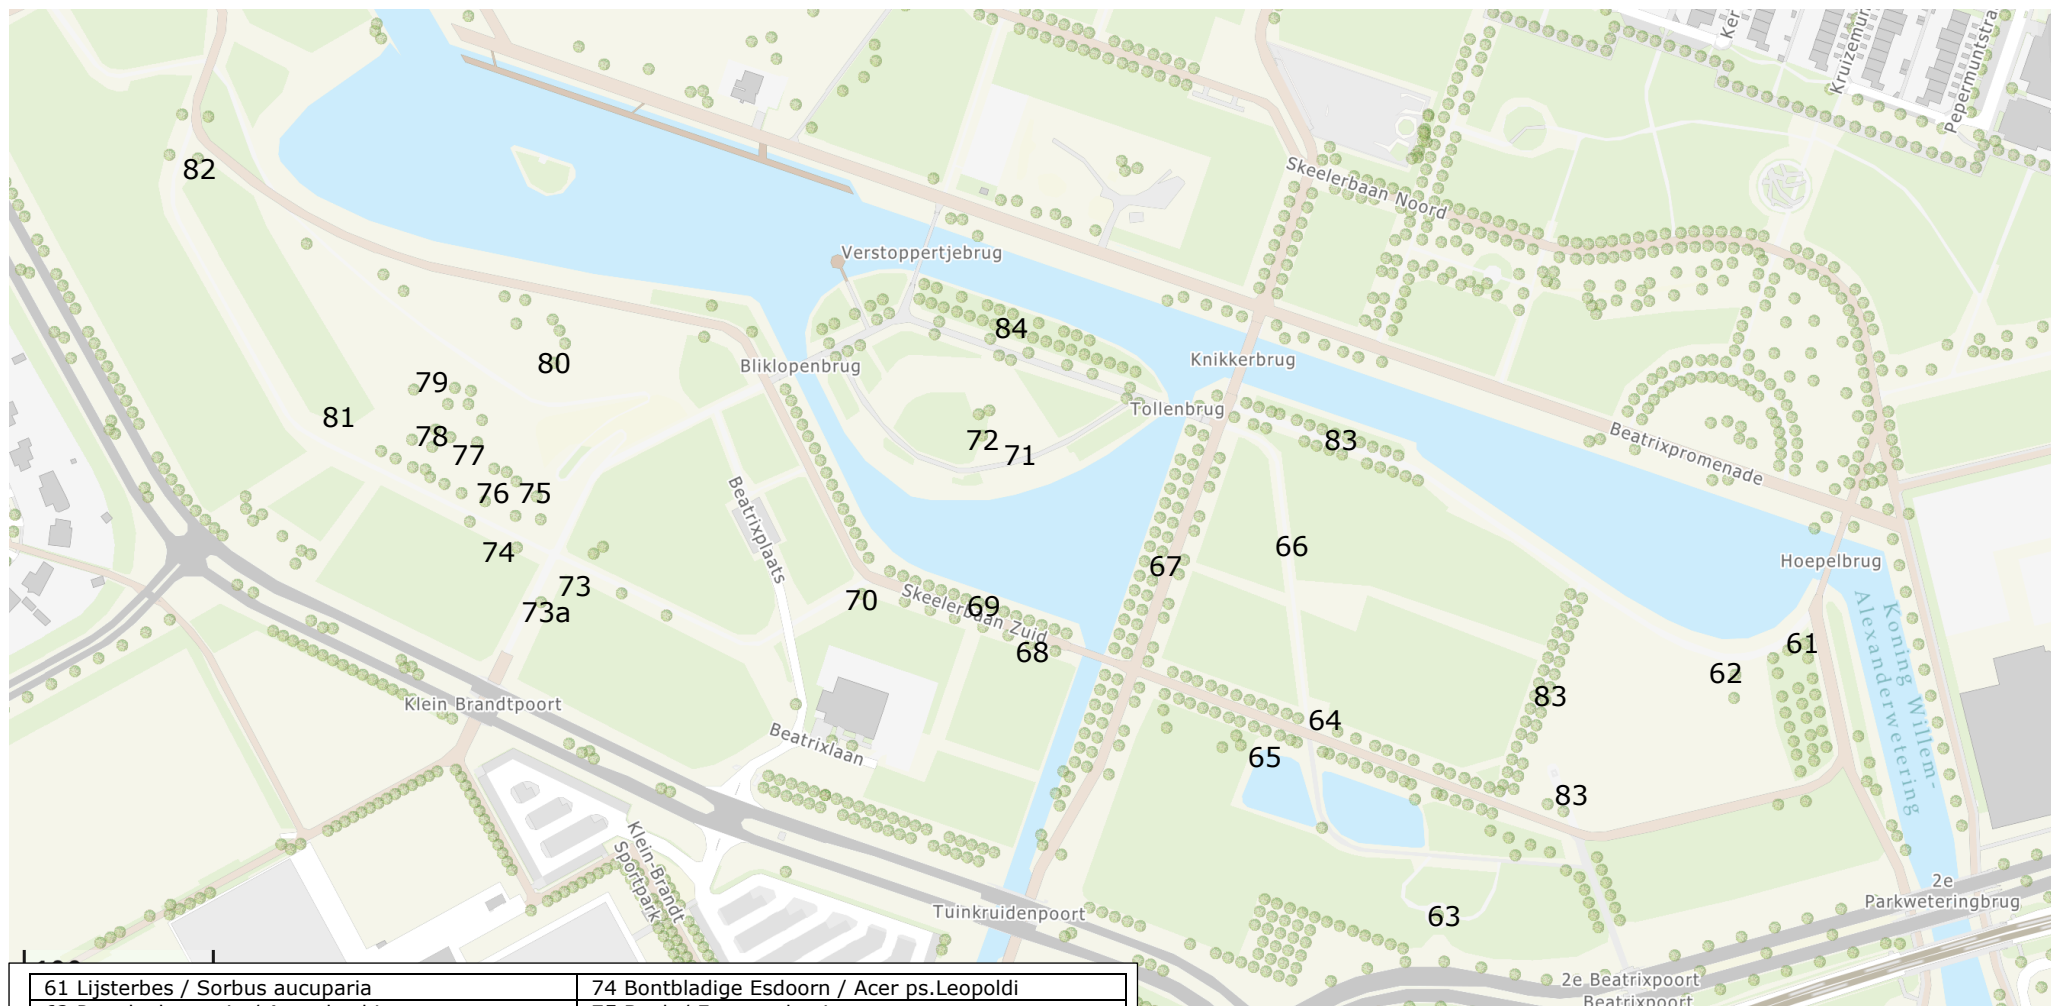 Ker
Kruizemun
Pepermuntstra
82
Skeelerbaan Noord
Verstoppertjebrug
84
Knikkerbrug
80
Bliklopenbrug
79
Tollenbrug
81
78
77
72
71
83
Beatrixpromenade
76
75
Beatrixplaats
74
66
67
Hoepelbrug
73
73a
70
Skeelerbaan Zuid
69
68
61
62
Koning Willem-
Alexanderwetering
83
Klein Brandtpoort
64
Beatrixlaan
65
83
Klein-Brandt
Sportpark
Tuinkruidenpoort
63
2e
Parkweteringbrug
2e Beatrixpoort
Beatrixpoort
61 Lijsterbes / Sorbus aucuparia
74 Bontbladige Esdoorn / Acer ps.Leopoldi